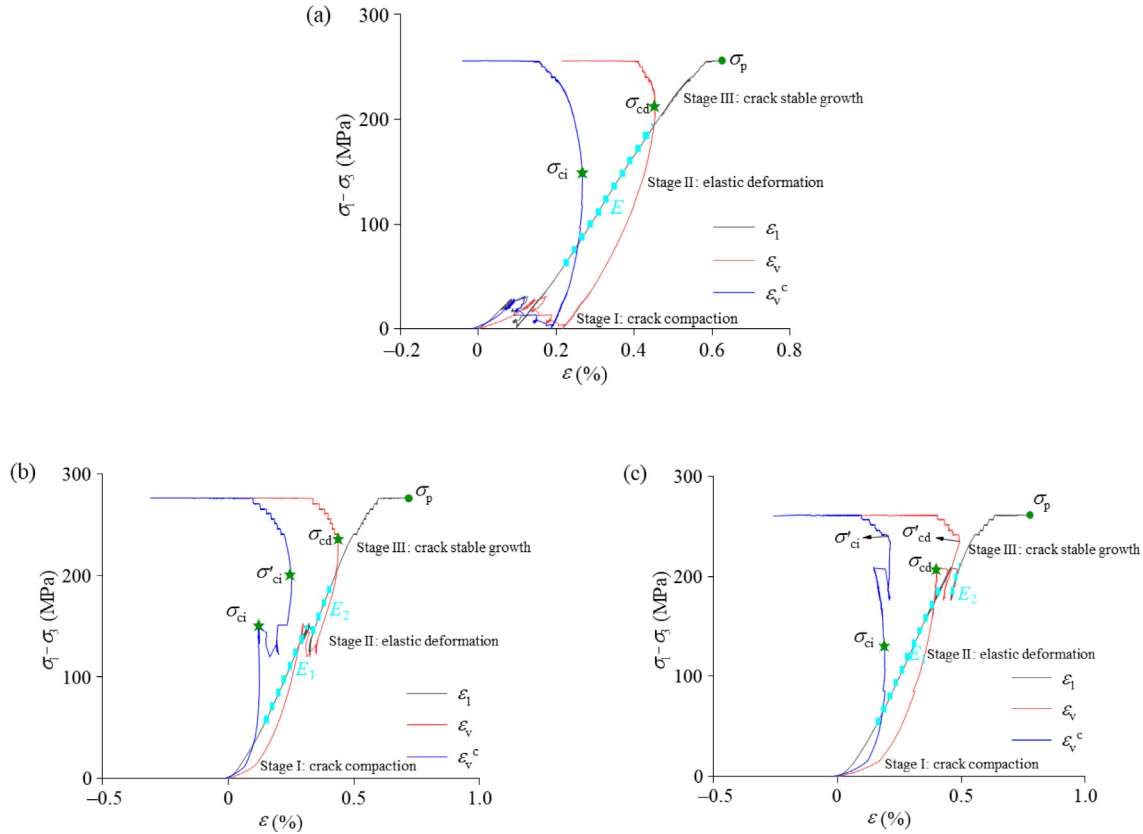 (a)
300
200
100
0
−0.2
0
0.2
0.4
0.6
0.8
σ₁−σ₃ (MPa)
ε (%)
σp
Stage III: crack stable growth
σcd
σci
Stage II: elastic deformation
E
ε₁
εv
εvᶜ
Stage I: crack compaction
(b)
300
200
100
0
−0.5
0
0.5
1.0
σ₁−σ₃ (MPa)
ε (%)
σp
σcd
Stage III: crack stable growth
σ′ci
σci
E₂
Stage II: elastic deformation
E₁
ε₁
εv
εvᶜ
Stage I: crack compaction
(c)
300
200
100
0
−0.5
0
0.5
1.0
σ₁−σ₃ (MPa)
ε (%)
σp
σ′ci
σ′cd
Stage III: crack stable growth
σcd
E₂
σci
E
Stage II: elastic deformation
ε₁
εv
εvᶜ
Stage I: crack compaction